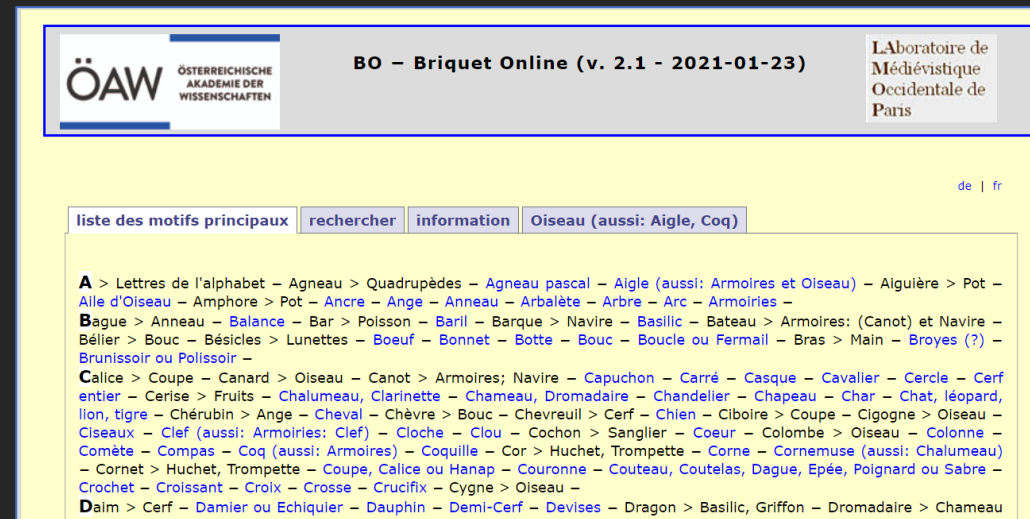 ÖAW
ÖSTERREICHISCHE
AKADEMIE DER
WISSENSCHAFTEN
BO − Briquet Online (v. 2.1 - 2021-01-23)
LAboratoire de
Médiévistique
Occidentale de
Paris
de | fr
liste des motifs principaux rechercher information Oiseau (aussi: Aigle, Coq)
A > Lettres de l'alphabet − Agneau > Quadrupèdes − Agneau pascal − Aigle (aussi: Armoires et Oiseau) − Aiguière > Pot −
Aile d'Oiseau − Amphore > Pot − Ancre − Ange − Anneau − Arbalète − Arbre − Arc − Armoiries −
Bague > Anneau − Balance − Bar > Poisson − Baril − Barque > Navire − Basilic − Bateau > Armoires: (Canot) et Navire −
Bélier > Bouc − Bésicles > Lunettes − Boeuf − Bonnet − Botte − Bouc − Boucle ou Fermail − Bras > Main − Broyes (?) −
Brunissoir ou Polissoir −
Calice > Coupe − Canard > Oiseau − Canot > Armoires; Navire − Capuchon − Carré − Casque − Cavalier − Cercle − Cerf
entier − Cerise > Fruits − Chalumeau, Clarinette − Chameau, Dromadaire − Chandelier − Chapeau − Char − Chat, léopard,
lion, tigre − Chérubin > Ange − Cheval − Chèvre > Bouc − Chevreuil > Cerf − Chien − Ciboire > Coupe − Cigogne > Oiseau −
Ciseaux − Clef (aussi: Armoiries: Clef) − Cloche − Clou − Cochon > Sanglier − Coeur − Colombe > Oiseau − Colonne −
Comète − Compas − Coq (aussi: Armoires) − Coquille − Cor > Huchet, Trompette − Corne − Cornemuse (aussi: Chalumeau)
− Cornet > Huchet, Trompette − Coupe, Calice ou Hanap − Couronne − Couteau, Coutelas, Dague, Epée, Poignard ou Sabre −
Crochet − Croissant − Croix − Crosse − Crucifix − Cygne > Oiseau −
Daim > Cerf − Damier ou Echiquier − Dauphin − Demi-Cerf − Devises − Dragon > Basilic, Griffon − Dromadaire > Chameau